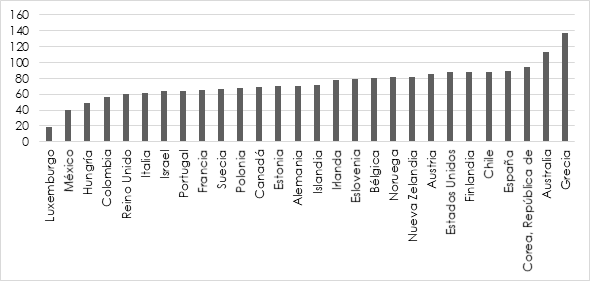 160
140
120
100
80
60
40
20
0
Luxemburgo
México
Hungría
Colombia
Reino Unido
Italia
Israel
Portugal
Francia
Suecia
Polonia
Canadá
Estonia
Alemania
Islandia
Irlanda
Eslovenia
Bélgica
Noruega
Nueva Zelandia
Austria
Estados Unidos
Finlandia
Chile
España
Corea, República de
Australia
Grecia